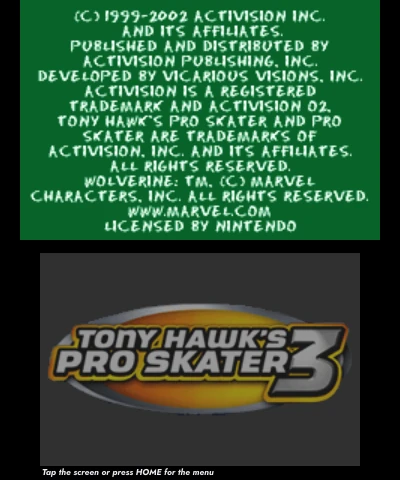 (C) 1999-2002 ACTIVISION INC.
AND ITS AFFILIATES.
PUBLISHED AND DISTRIBUTED BY
ACTIVISION PUBLISHING, INC.
DEVELOPED BY VICARIOUS VISIONS, INC.
ACTIVISION IS A REGISTERED
TRADEMARK AND ACTIVISION O2,
TONY HAWK'S PRO SKATER AND PRO
SKATER ARE TRADEMARKS OF
ACTIVISION, INC. AND ITS AFFILIATES.
ALL RIGHTS RESERVED.
WOLVERINE: TM, (C) MARVEL
CHARACTERS, INC. ALL RIGHTS RESERVED.
WWW.MARVEL.COM
LICENSED BY NINTENDO
TONY HAWK'S
PRO SKATER 3
Tap the screen or press HOME for the menu